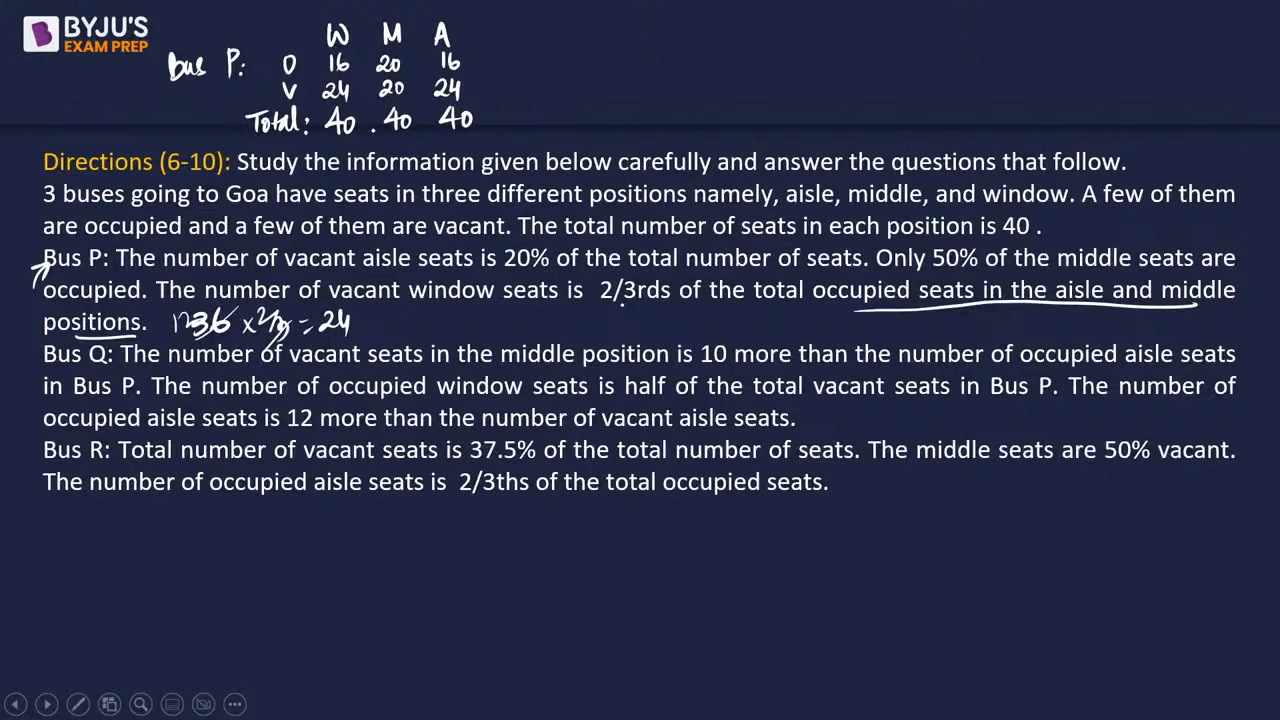 BYJU'S
EXAM PREP
W M A
Bus P: O 16 20 16
V 24 20 24
Total: 40 . 40 40
Directions (6-10): Study the information given below carefully and answer the questions that follow.
3 buses going to Goa have seats in three different positions namely, aisle, middle, and window. A few of them
are occupied and a few of them are vacant. The total number of seats in each position is 40 .
Bus P: The number of vacant aisle seats is 20% of the total number of seats. Only 50% of the middle seats are
occupied. The number of vacant window seats is 2/3rds of the total occupied seats in the aisle and middle
positions. 12 36 x 2/3 = 24
Bus Q: The number of vacant seats in the middle position is 10 more than the number of occupied aisle seats
in Bus P. The number of occupied window seats is half of the total vacant seats in Bus P. The number of
occupied aisle seats is 12 more than the number of vacant aisle seats.
Bus R: Total number of vacant seats is 37.5% of the total number of seats. The middle seats are 50% vacant.
The number of occupied aisle seats is 2/3ths of the total occupied seats.